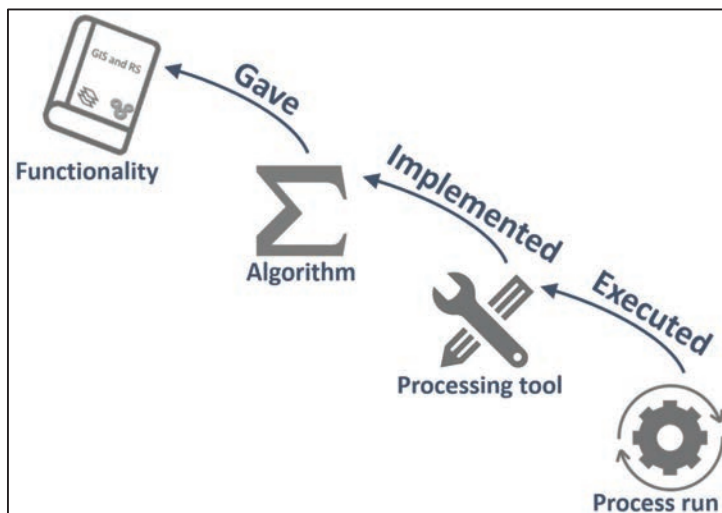 GIS and RS
Gave
Functionality
Implemented
Algorithm
Executed
Processing tool
Process run